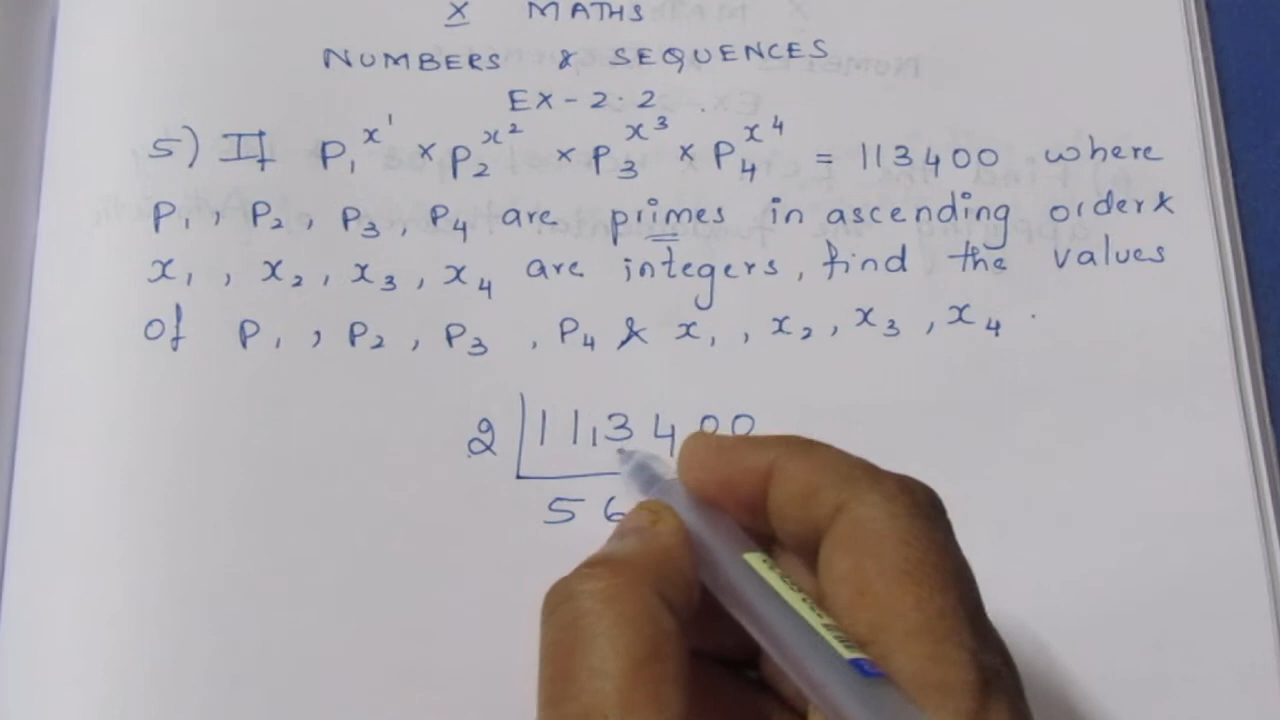 X MATHS
NUMBERS & SEQUENCES
EX-2.2
5) If P₁^x¹ × P₂^x² × P₃^x³ × P₄^x⁴ = 113400 where
P₁, P₂, P₃, P₄ are primes in ascending order &
x₁, x₂, x₃, x₄ are integers, find the values
of P₁, P₂, P₃, P₄ & x₁, x₂, x₃, x₄.
2 | 113400
56